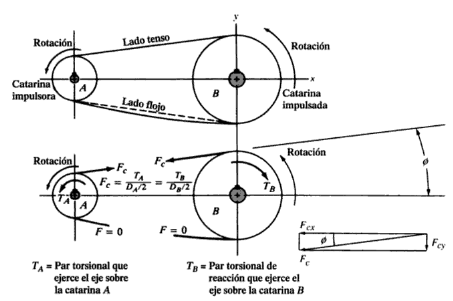 y
Rotación
Lado tenso
Rotación
x
Catarina
impulsora
A
B
Catarina
impulsada
Lado flojo
Rotación
F_c
F_c
Rotación
ϕ
T_A
A
F_c = T_A / (D_A/2) = T_B / (D_B/2)
T_B
B
F = 0
F = 0
F_cx
ϕ
F_cy
F_c
T_A = Par torsional que
ejerce el eje sobre
la catarina A
T_B = Par torsional de
reacción que ejerce el
eje sobre la catarina B